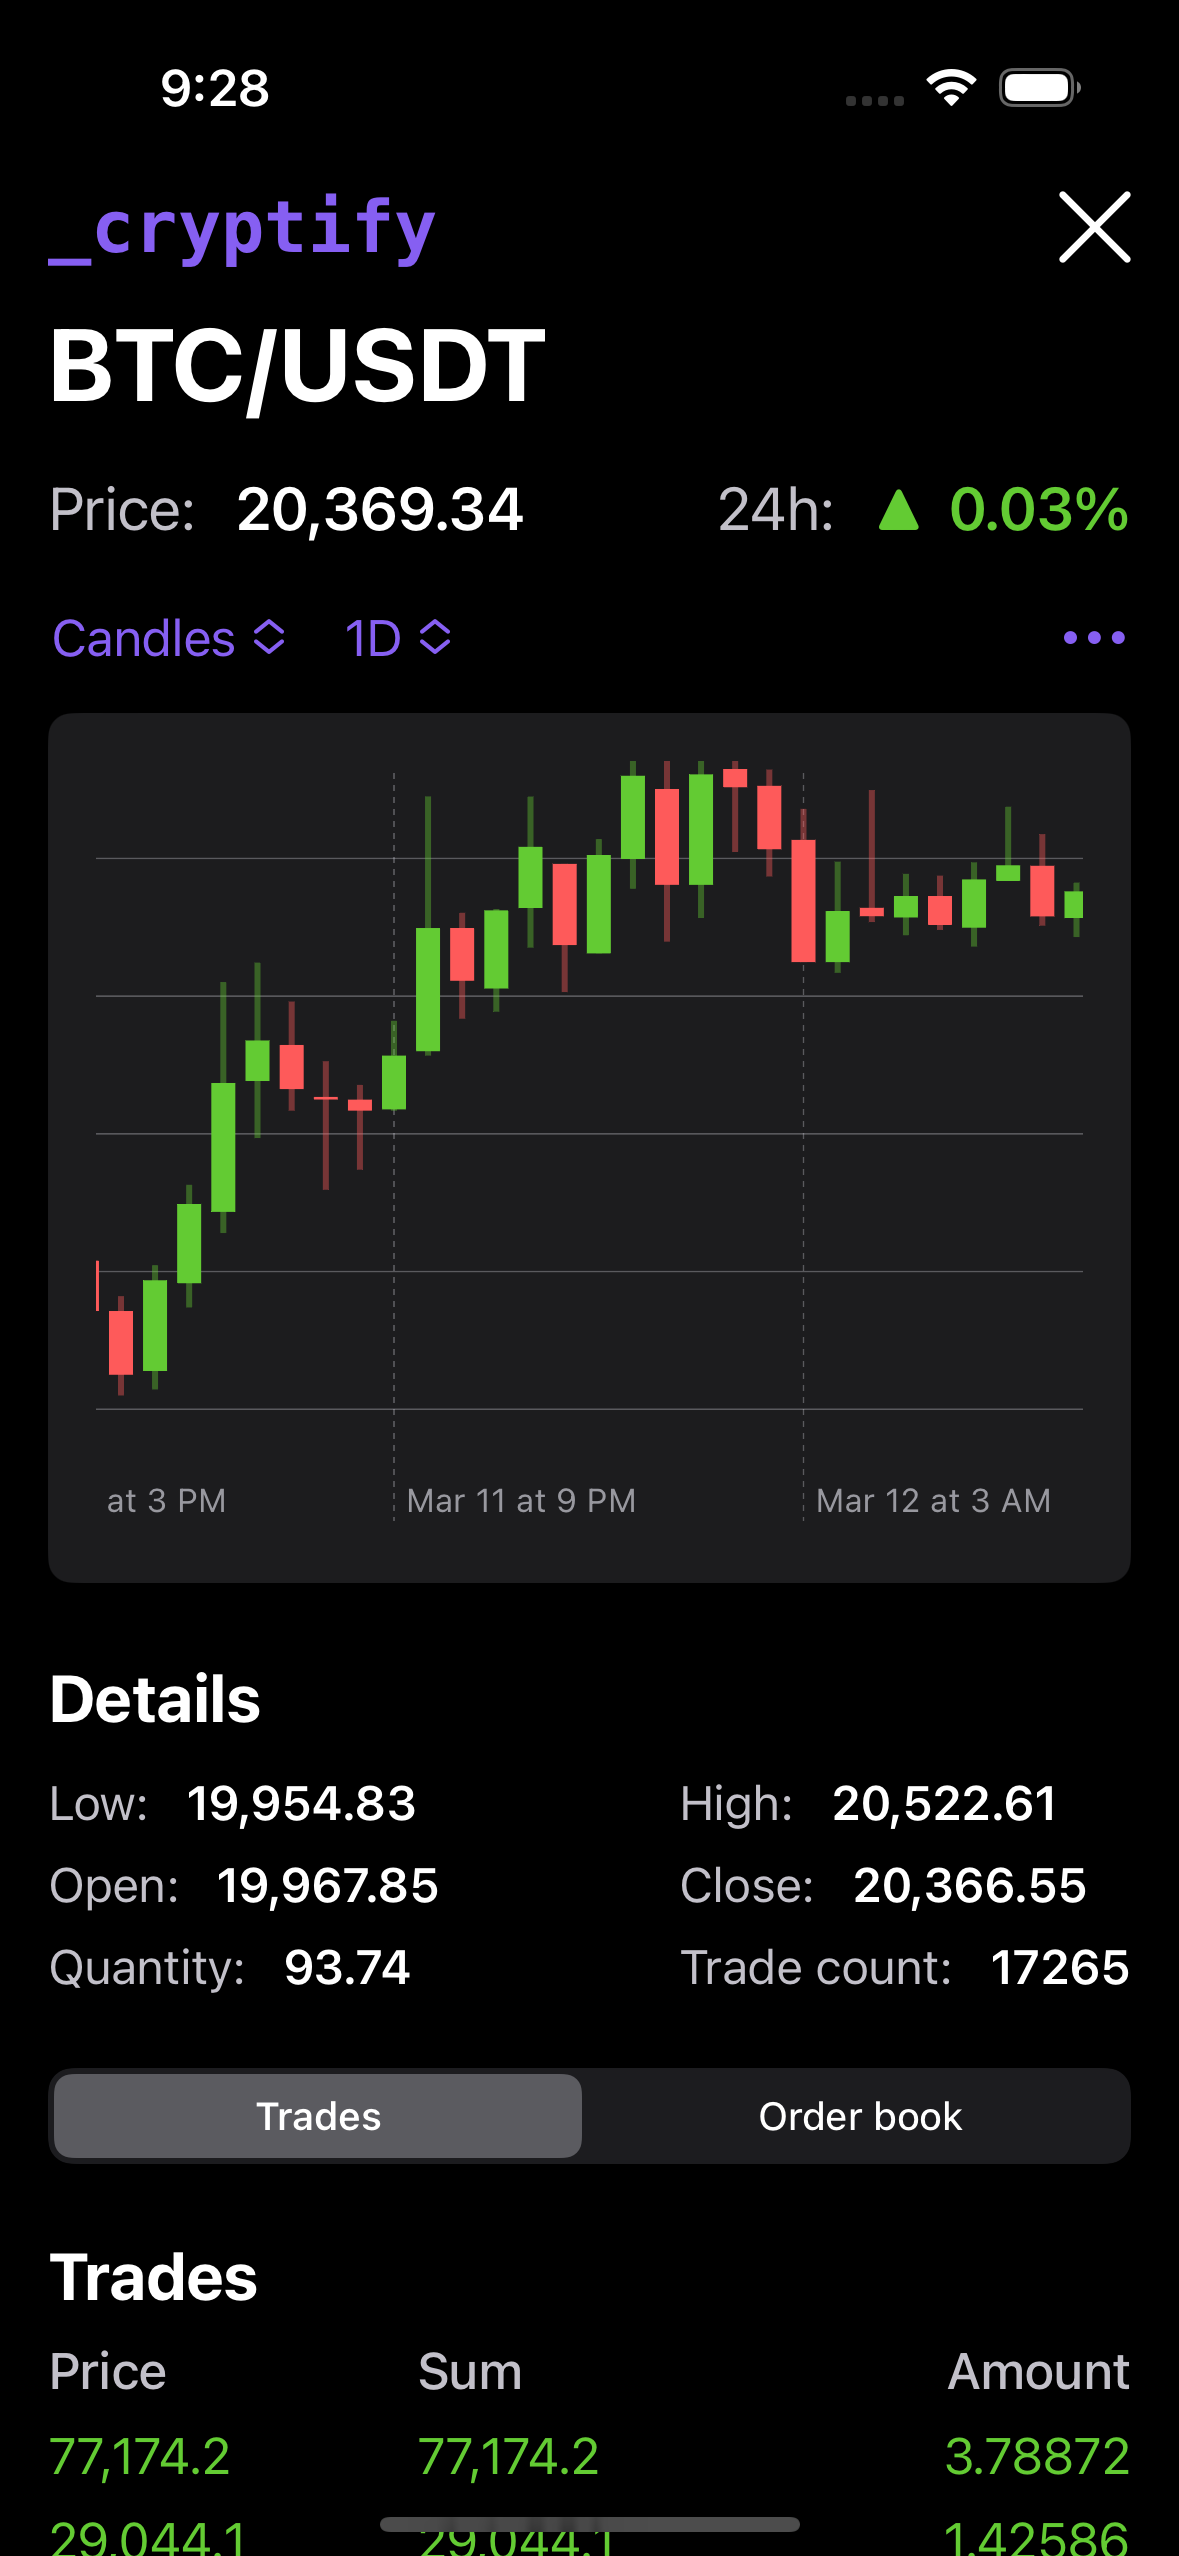 9:28
_cryptify
BTC/USDT
Price: 20,369.34 24h: ▲ 0.03%
Candles 1D
at 3 PM Mar 11 at 9 PM Mar 12 at 3 AM
Details
Low: 19,954.83 High: 20,522.61
Open: 19,967.85 Close: 20,366.55
Quantity: 93.74 Trade count: 17265
Trades Order book
Trades
Price Sum Amount
77,174.2 77,174.2 3.78872
29,044.1 29,044.1 1.42586